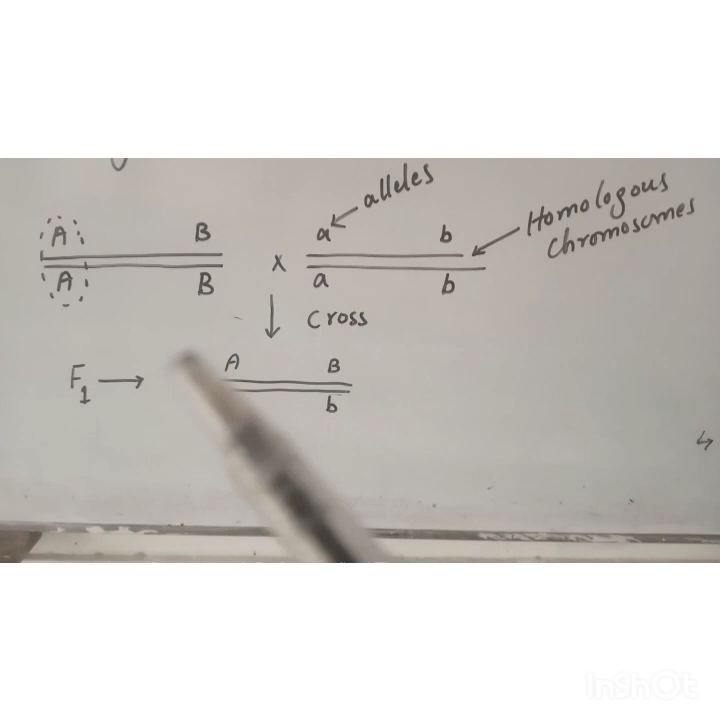 alleles
Homologous
chromosomes
A B a b
A B x a b
Cross
F1 → A B
b
InShOt